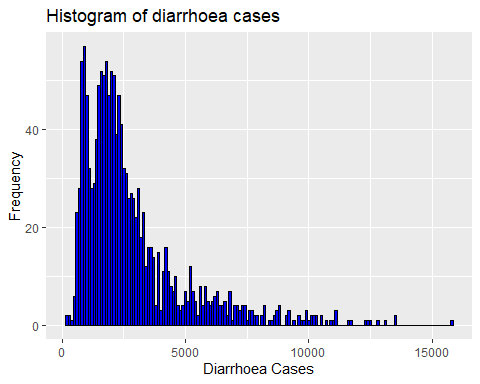 Histogram of diarrhoea cases
Frequency
40
20
0
0 5000 10000 15000
Diarrhoea Cases